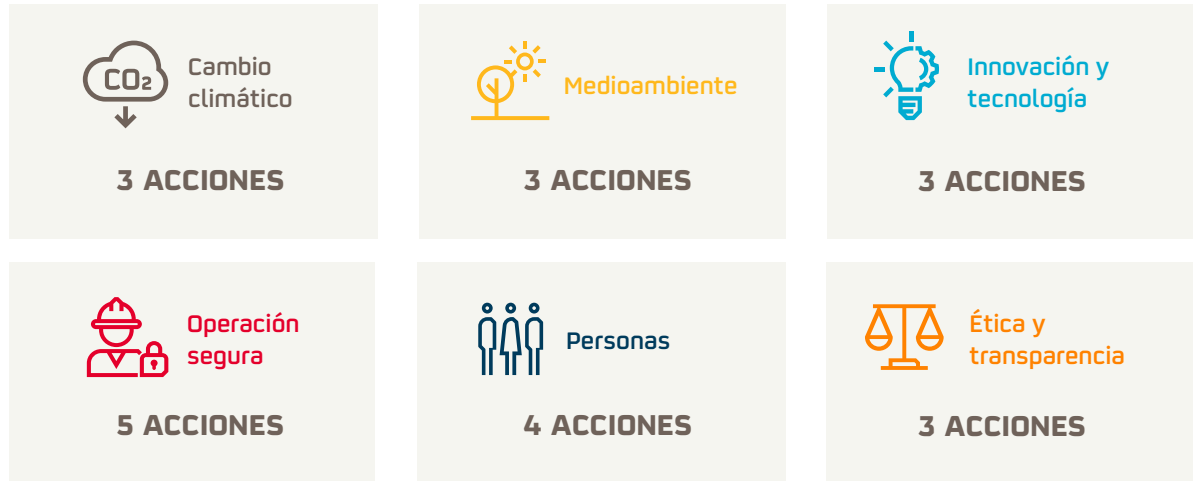 CO₂
Cambio
climático
3 ACCIONES
Medioambiente
3 ACCIONES
Innovación y
tecnología
3 ACCIONES
Operación
segura
5 ACCIONES
Personas
4 ACCIONES
Ética y
transparencia
3 ACCIONES